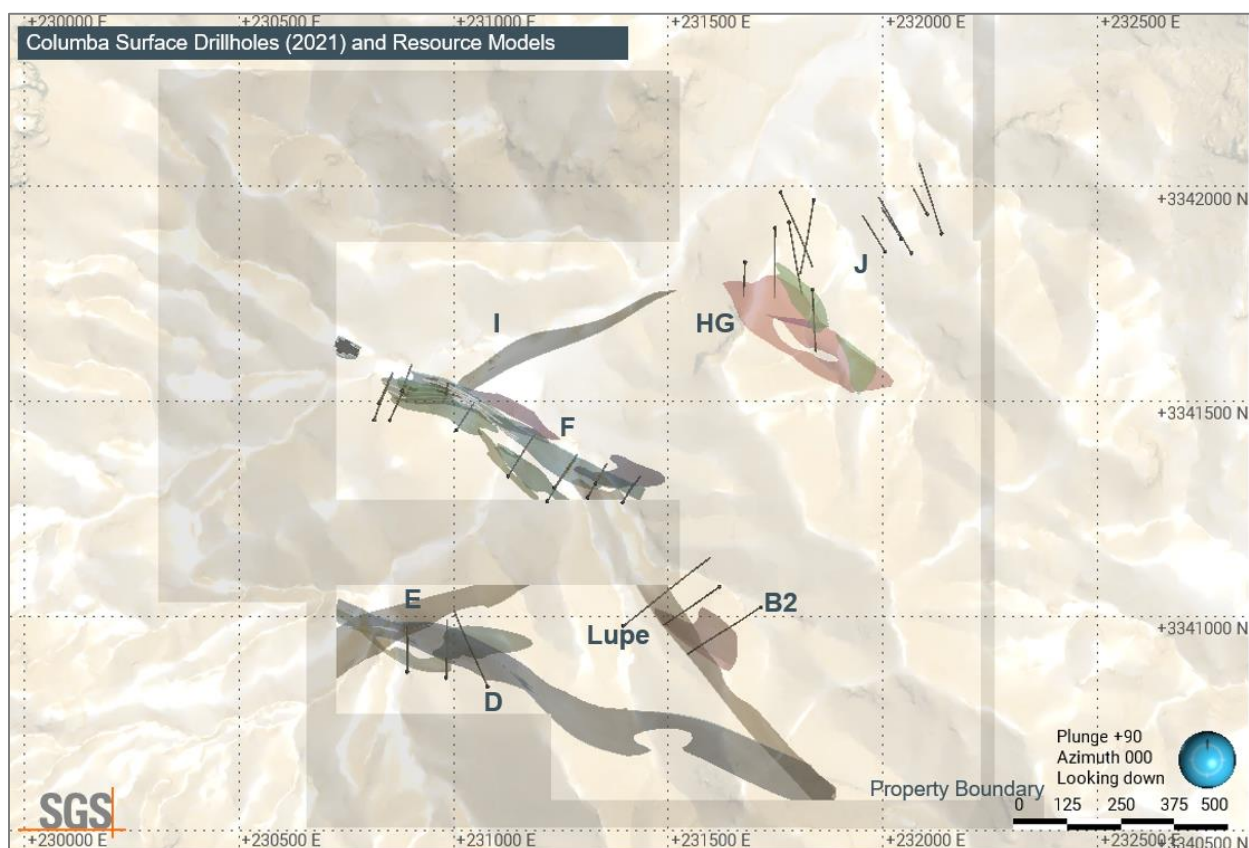 +230000 E
+230500 E
+231000 E
+231500 E
+232000 E
+232500 E
Columba Surface Drillholes (2021) and Resource Models
+3342000 N
J
I
HG
+3341500 N
F
E
B2
Lupe
+3341000 N
D
Plunge +90
Azimuth 000
Looking down
Property Boundary
0 125 250 375 500
SGS
+230000 E
+230500 E
+231000 E
+231500 E
+232000 E
+232500 E
+3340500 N